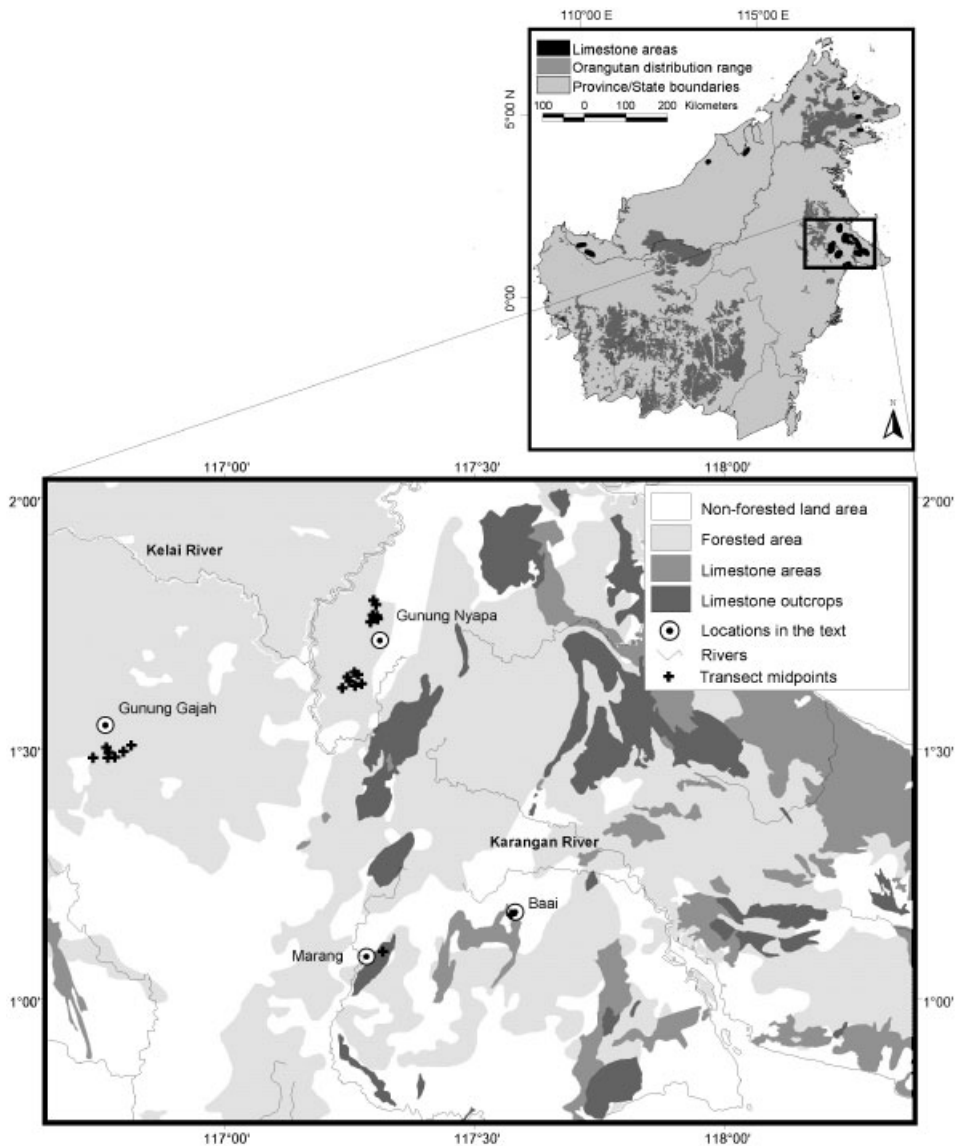 110°00 E 115°00 E
Limestone areas
Orangutan distribution range
Province/State boundaries
100 0 100 200 Kilometers
5°00 N
0°00
N
117°00' 117°30' 118°00'
2°00' 2°00'
Non-forested land area
Forested area
Limestone areas
Limestone outcrops
Locations in the text
Rivers
Transect midpoints
Kelai River
Gunung Nyapa
Gunung Gajah
1°30' 1°30'
Karangan River
Baai
Marang
1°00' 1°00'
117°00' 117°30' 118°00'